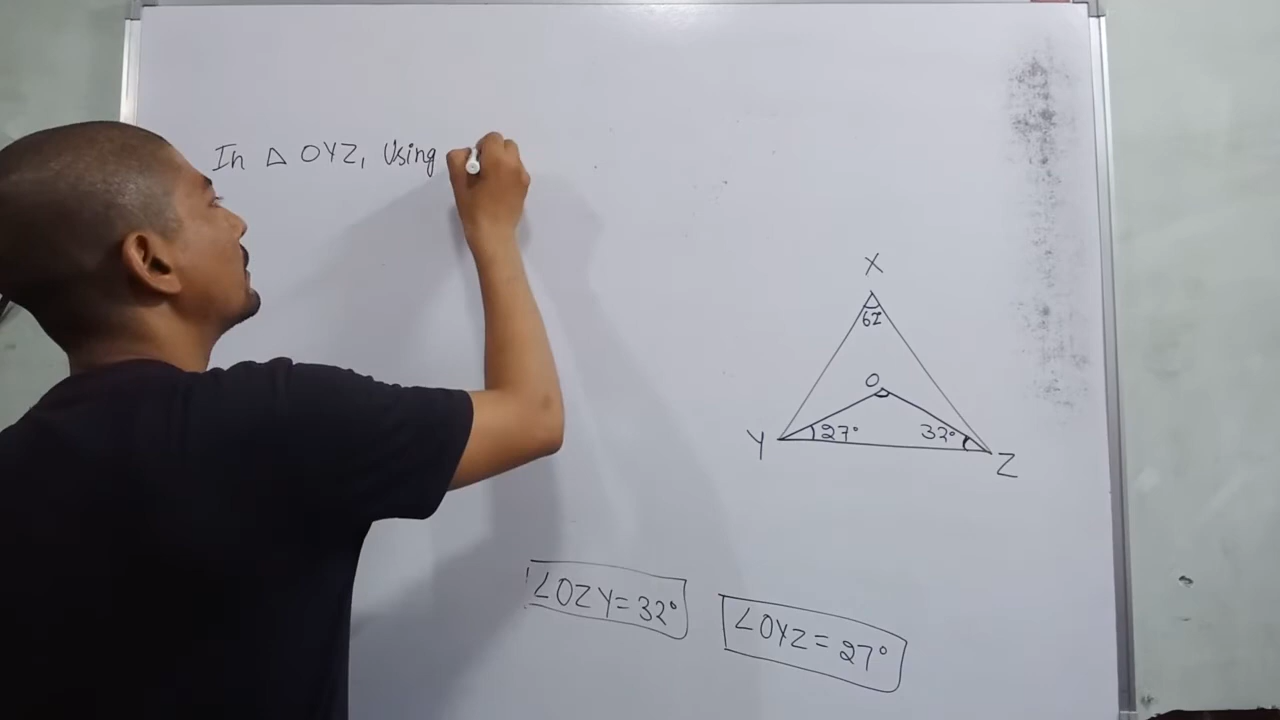 In △ OYZ, Using
X
62
O
Y 27° 32° Z
∠OZY = 32°
∠OYZ = 27°